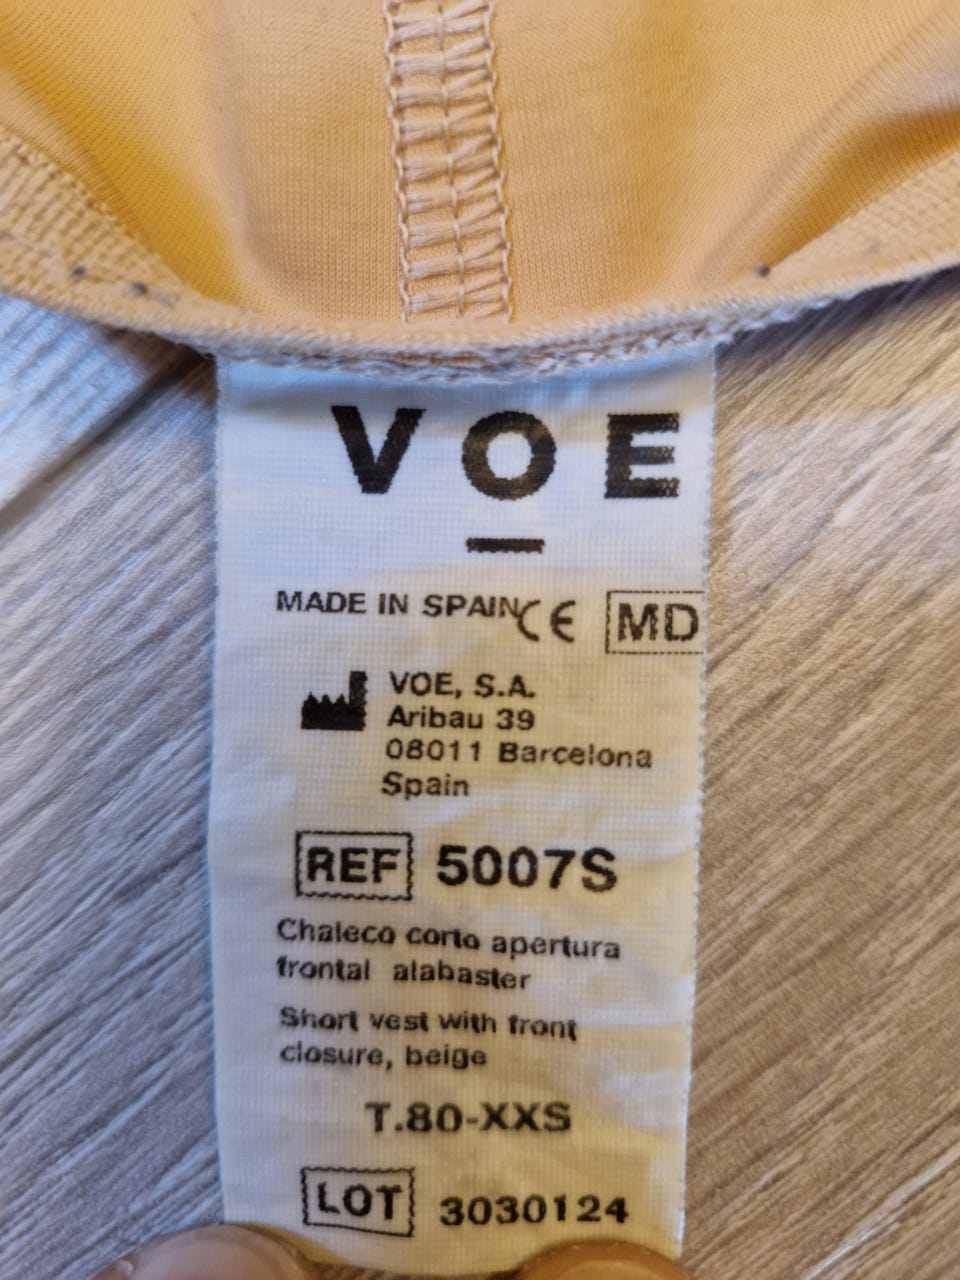 VOE
MADE IN SPAIN CE MD
VOE, S.A.
Aribau 39
08011 Barcelona
Spain
REF 5007S
Chaleco corto apertura
frontal alabaster
Short vest with front
closure, beige
T.80-XXS
LOT 3030124